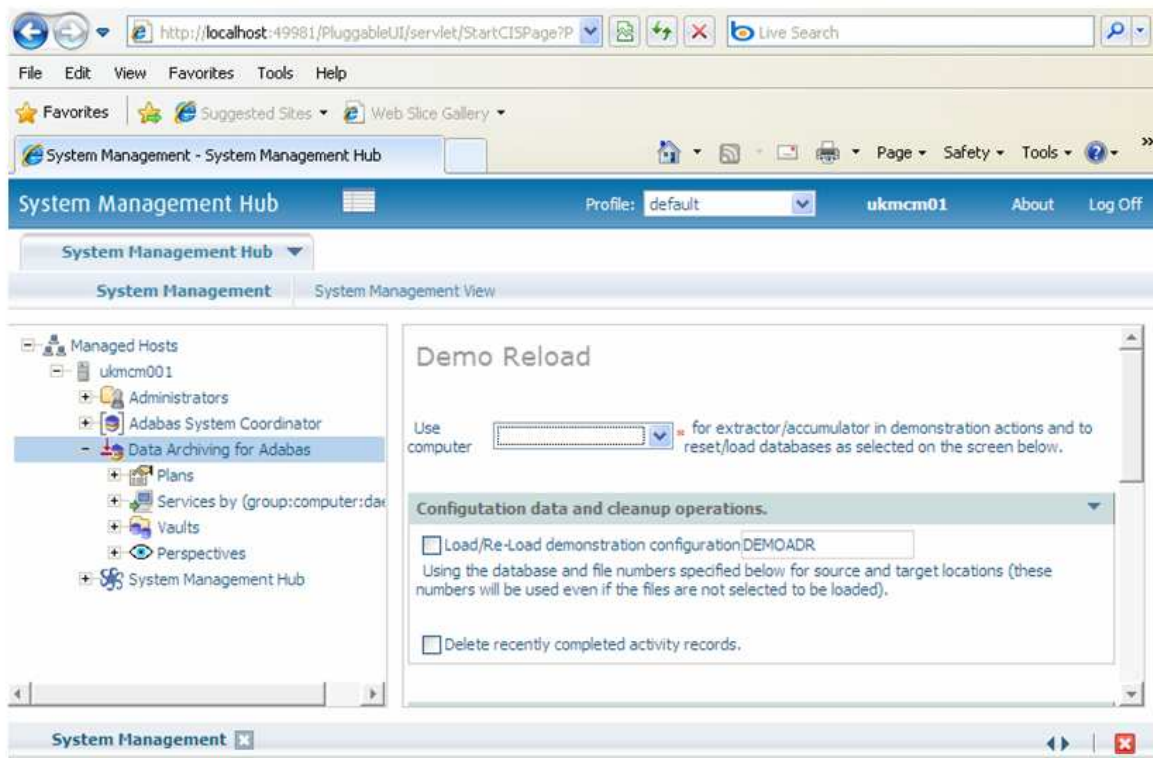 http://localhost:49981/PluggableUI/servlet/StartCISPage?P
Live Search
File Edit View Favorites Tools Help
Favorites Suggested Sites Web Slice Gallery
System Management - System Management Hub
Page Safety Tools
System Management Hub
Profile: default ukmcm01 About Log Off
System Management Hub
System Management System Management View
Managed Hosts
ukmcm001
Administrators
Adabas System Coordinator
Data Archiving for Adabas
Plans
Services by (group:computer:dae
Vaults
Perspectives
System Management Hub
Demo Reload
Use computer * for extractor/accumulator in demonstration actions and to
reset/load databases as selected on the screen below.
Configutation data and cleanup operations.
Load/Re-Load demonstration configuration DEMOADR
Using the database and file numbers specified below for source and target locations (these
numbers will be used even if the files are not selected to be loaded).
Delete recently completed activity records.
System Management